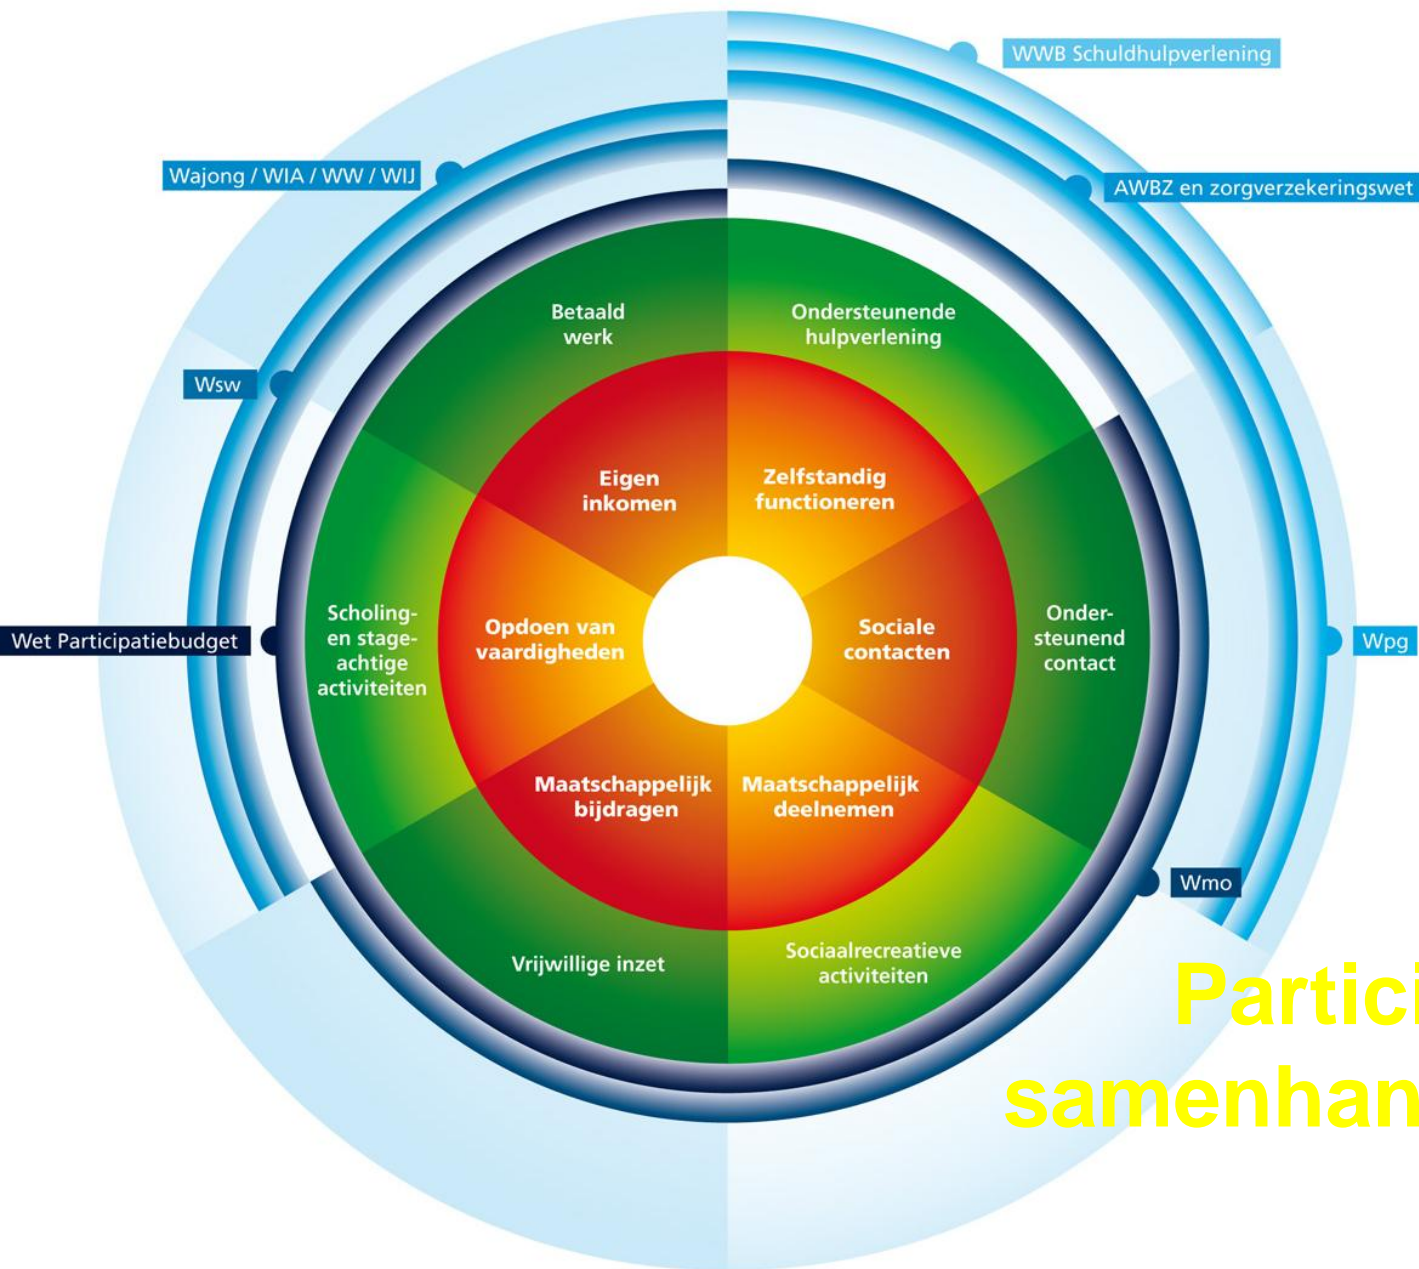 WWB Schuldhulpverlening
Wajong / WIA / WW / WIJ
AWBZ en zorgverzekeringswet
Betaald
werk
Ondersteunende
hulpverlening
Wsw
Eigen
inkomen
Zelfstandig
functioneren
Wet Participatiebudget
Scholing-
en stage-
achtige
activiteiten
Opdoen van
vaardigheden
Sociale
contacten
Onder-
steunend
contact
Wpg
Maatschappelijk
bijdragen
Maatschappelijk
deelnemen
Wmo
Vrijwillige inzet
Sociaalrecreatieve
activiteiten
Partici
samenhan